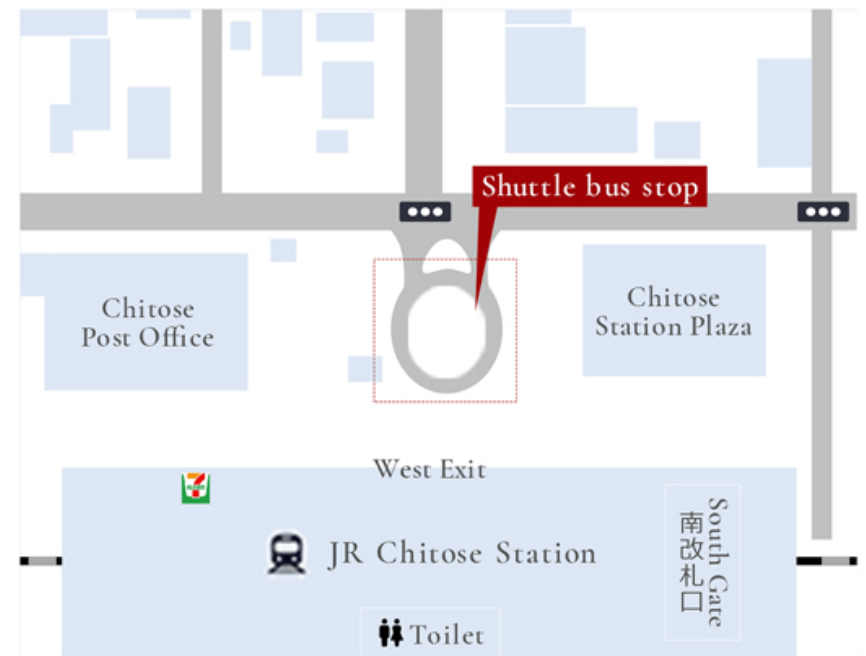 Shuttle bus stop
Chitose
Post Office
Chitose
Station Plaza
West Exit
JR Chitose Station
南改札口
South Gate
Toilet